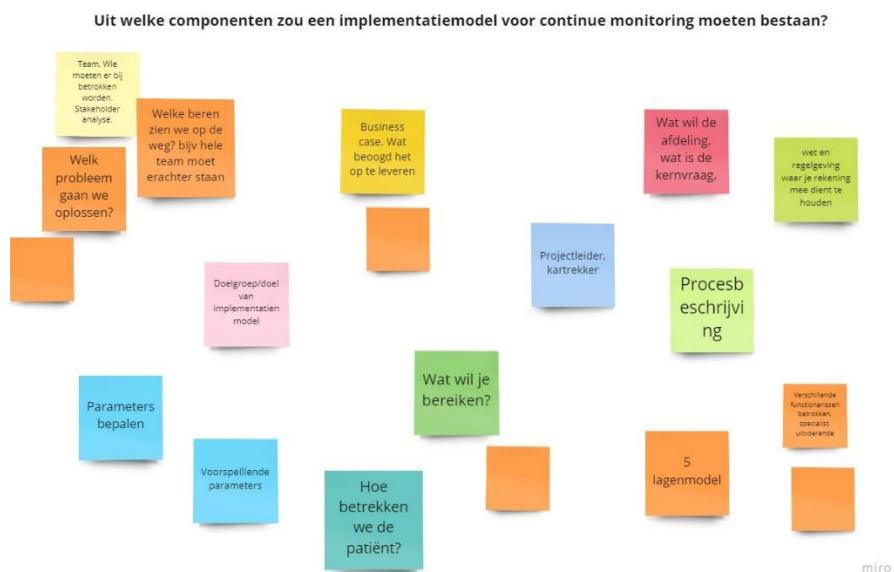 Uit welke componenten zou een implementatiemodel voor continue monitoring moeten bestaan?
Team. Wie
moeten er bij
betrokken
worden.
Stakeholder
analyse.
Welke beren
zien we op de
weg? bijv hele
team moet
erachter staan
Welk
probleem
gaan we
oplossen?
Business
case. Wat
beoogd het
op te leveren
Wat wil de
afdeling.
wat is de
kernvraag.
wet en
regelgeving
waar je rekening
mee dient te
houden
Doelgroep/doel
van
implementatien
model
Projectleider,
kartrekker
Procesb
eschrijvi
ng
Parameters
bepalen
Voorspelllende
parameters
Wat wil je
bereiken?
Hoe
betrekken
we de
patiënt?
5
lagenmodel
Verschillende
functionarissen
betrokken,
specialist,
uitvoerende
miro